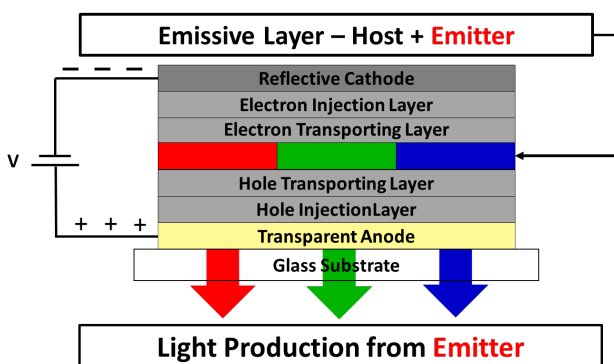 Emissive Layer – Host + Emitter
– – –
Reflective Cathode
Electron Injection Layer
Electron Transporting Layer
V
Hole Transporting Layer
Hole InjectionLayer
+ + +
Transparent Anode
Glass Substrate
Light Production from Emitter